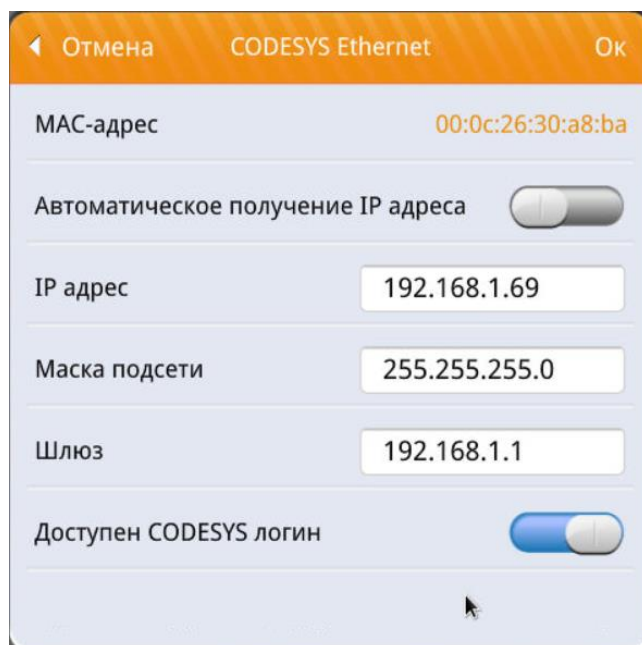 Отмена CODESYS Ethernet Ок
MAC-адрес 00:0c:26:30:a8:ba
Автоматическое получение IP адреса
IP адрес 192.168.1.69
Маска подсети 255.255.255.0
Шлюз 192.168.1.1
Доступен CODESYS логин